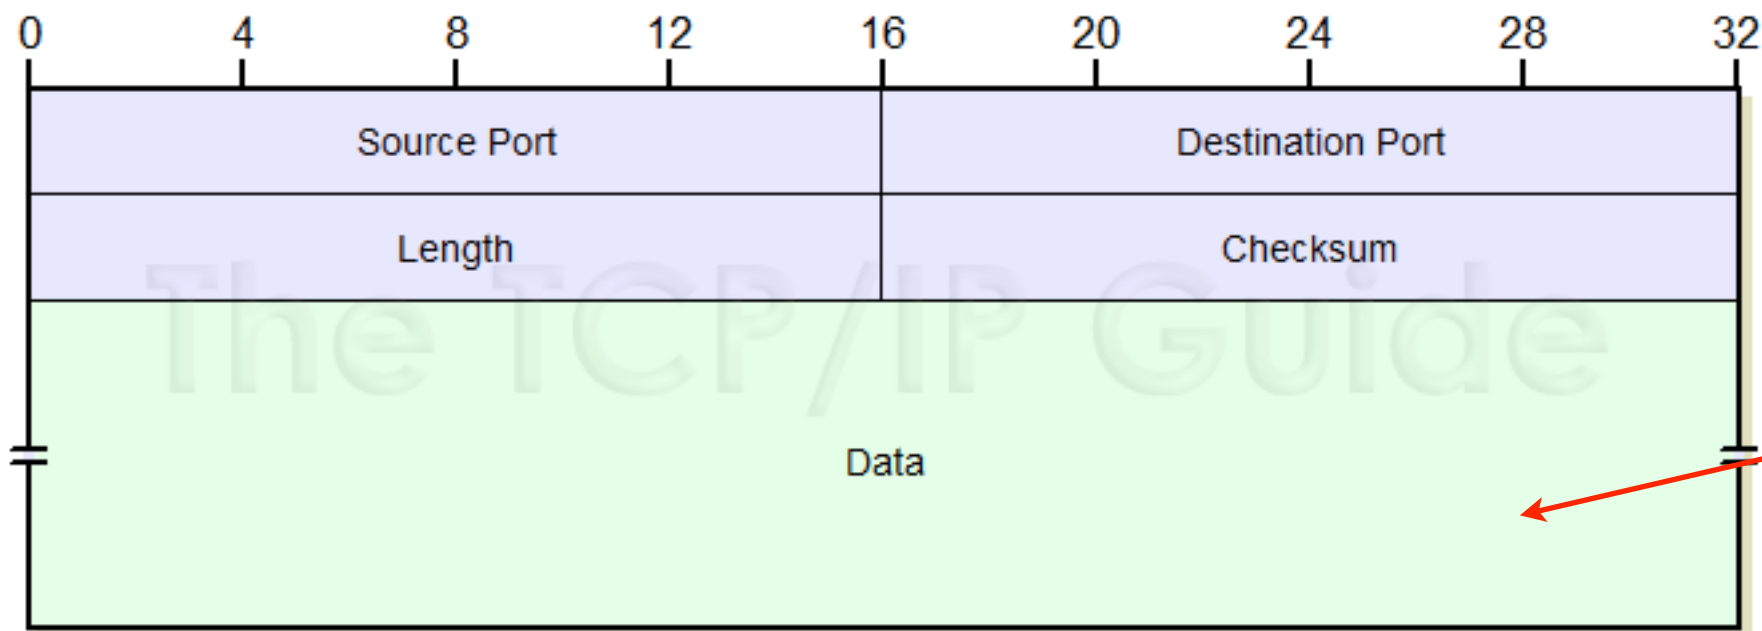 0 4 8 12 16 20 24 28 32
Source Port Destination Port
Length Checksum
The TCP/IP Guide
Data